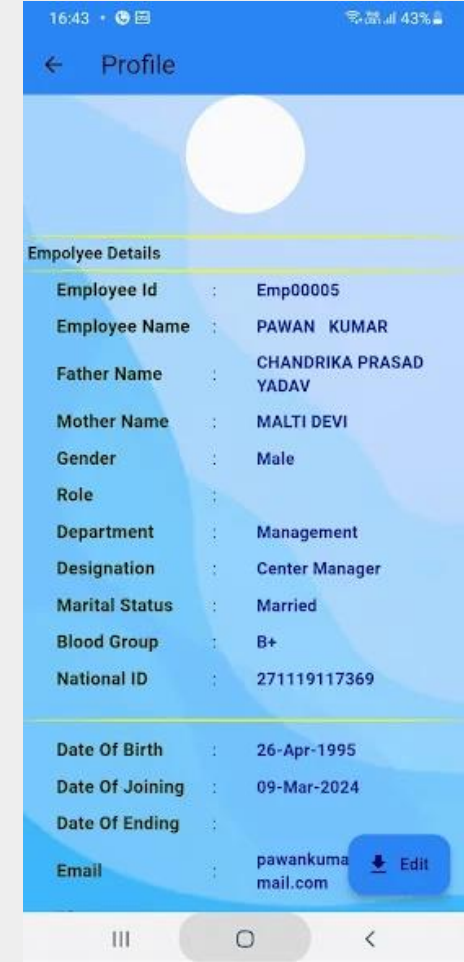 16:43 • 43%
Profile
Empolyee Details
Employee Id : Emp00005
Employee Name : PAWAN KUMAR
Father Name : CHANDRIKA PRASAD
YADAV
Mother Name : MALTI DEVI
Gender : Male
Role :
Department : Management
Designation : Center Manager
Marital Status : Married
Blood Group : B+
National ID : 271119117369
Date Of Birth : 26-Apr-1995
Date Of Joining : 09-Mar-2024
Date Of Ending :
Email : pawankuma
mail.com
Edit